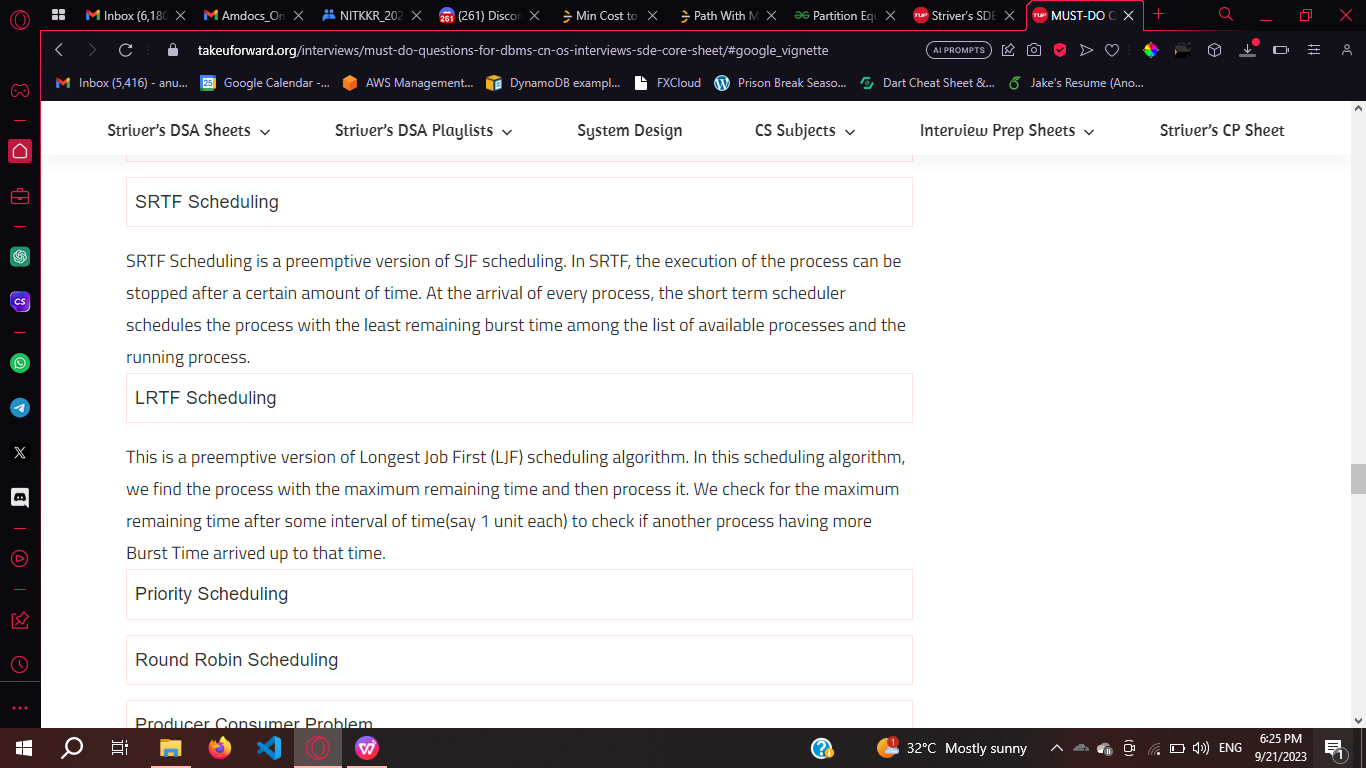 Inbox (6,180
Amdocs_On
NITKKR_202
(261) Discor
Min Cost to
Path With M
Partition Equ
Striver's SDE
MUST-DO Q
takeuforward.org/interviews/must-do-questions-for-dbms-cn-os-interviews-sde-core-sheet/#google_vignette
AI PROMPTS
Inbox (5,416) - anu...
Google Calendar -...
AWS Management...
DynamoDB exampl...
FXCloud
Prison Break Seaso...
Dart Cheat Sheet &...
Jake's Resume (Ano...
Striver's DSA Sheets
Striver's DSA Playlists
System Design
CS Subjects
Interview Prep Sheets
Striver's CP Sheet
SRTF Scheduling
SRTF Scheduling is a preemptive version of SJF scheduling. In SRTF, the execution of the process can be
stopped after a certain amount of time. At the arrival of every process, the short term scheduler
schedules the process with the least remaining burst time among the list of available processes and the
running process.
LRTF Scheduling
This is a preemptive version of Longest Job First (LJF) scheduling algorithm. In this scheduling algorithm,
we find the process with the maximum remaining time and then process it. We check for the maximum
remaining time after some interval of time(say 1 unit each) to check if another process having more
Burst Time arrived up to that time.
Priority Scheduling
Round Robin Scheduling
Producer Consumer Problem
CS
32°C Mostly sunny
ENG
6:25 PM
9/21/2023